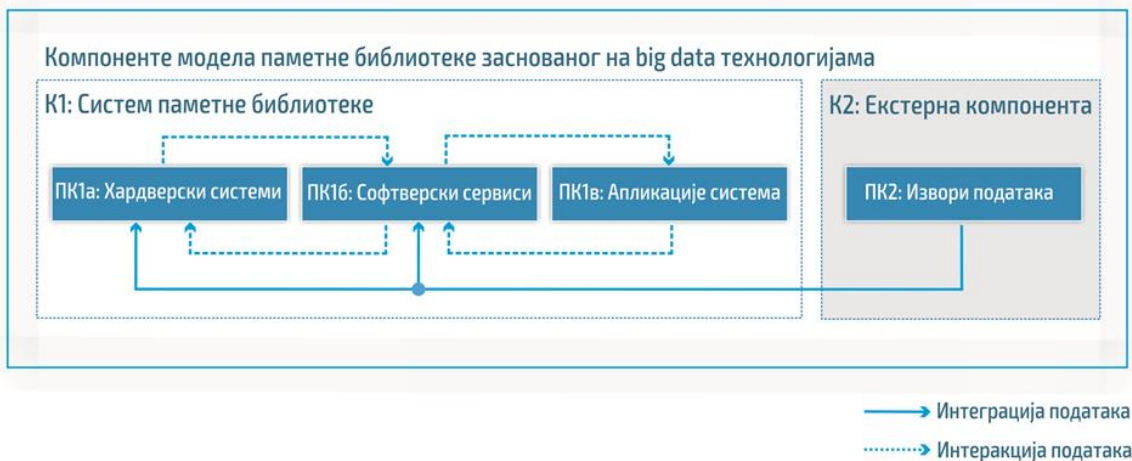 Компоненте модела паметне библиотеке заснованог на big data технологијама
К1: Систем паметне библиотеке
К2: Екстерна компонента
ПК1а: Хардверски системи
ПК1б: Софтверски сервиси
ПК1в: Апликације система
ПК2: Извори података
Интеграција података
Интеракција података